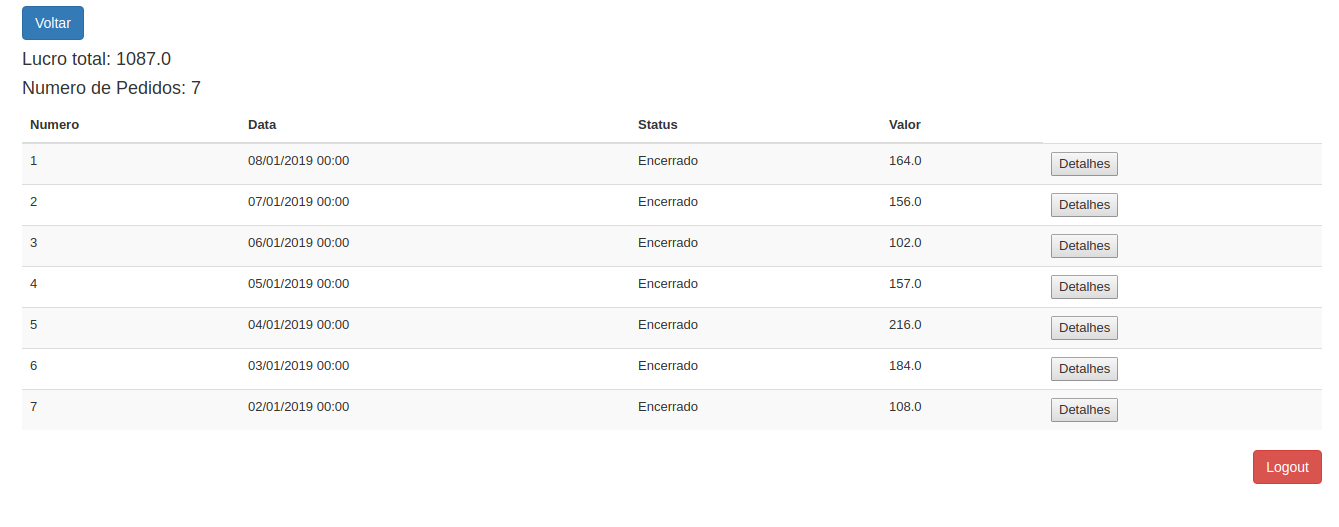 Voltar
Lucro total: 1087.0
Numero de Pedidos: 7
Numero Data Status Valor
1 08/01/2019 00:00 Encerrado 164.0 Detalhes
2 07/01/2019 00:00 Encerrado 156.0 Detalhes
3 06/01/2019 00:00 Encerrado 102.0 Detalhes
4 05/01/2019 00:00 Encerrado 157.0 Detalhes
5 04/01/2019 00:00 Encerrado 216.0 Detalhes
6 03/01/2019 00:00 Encerrado 184.0 Detalhes
7 02/01/2019 00:00 Encerrado 108.0 Detalhes
Logout